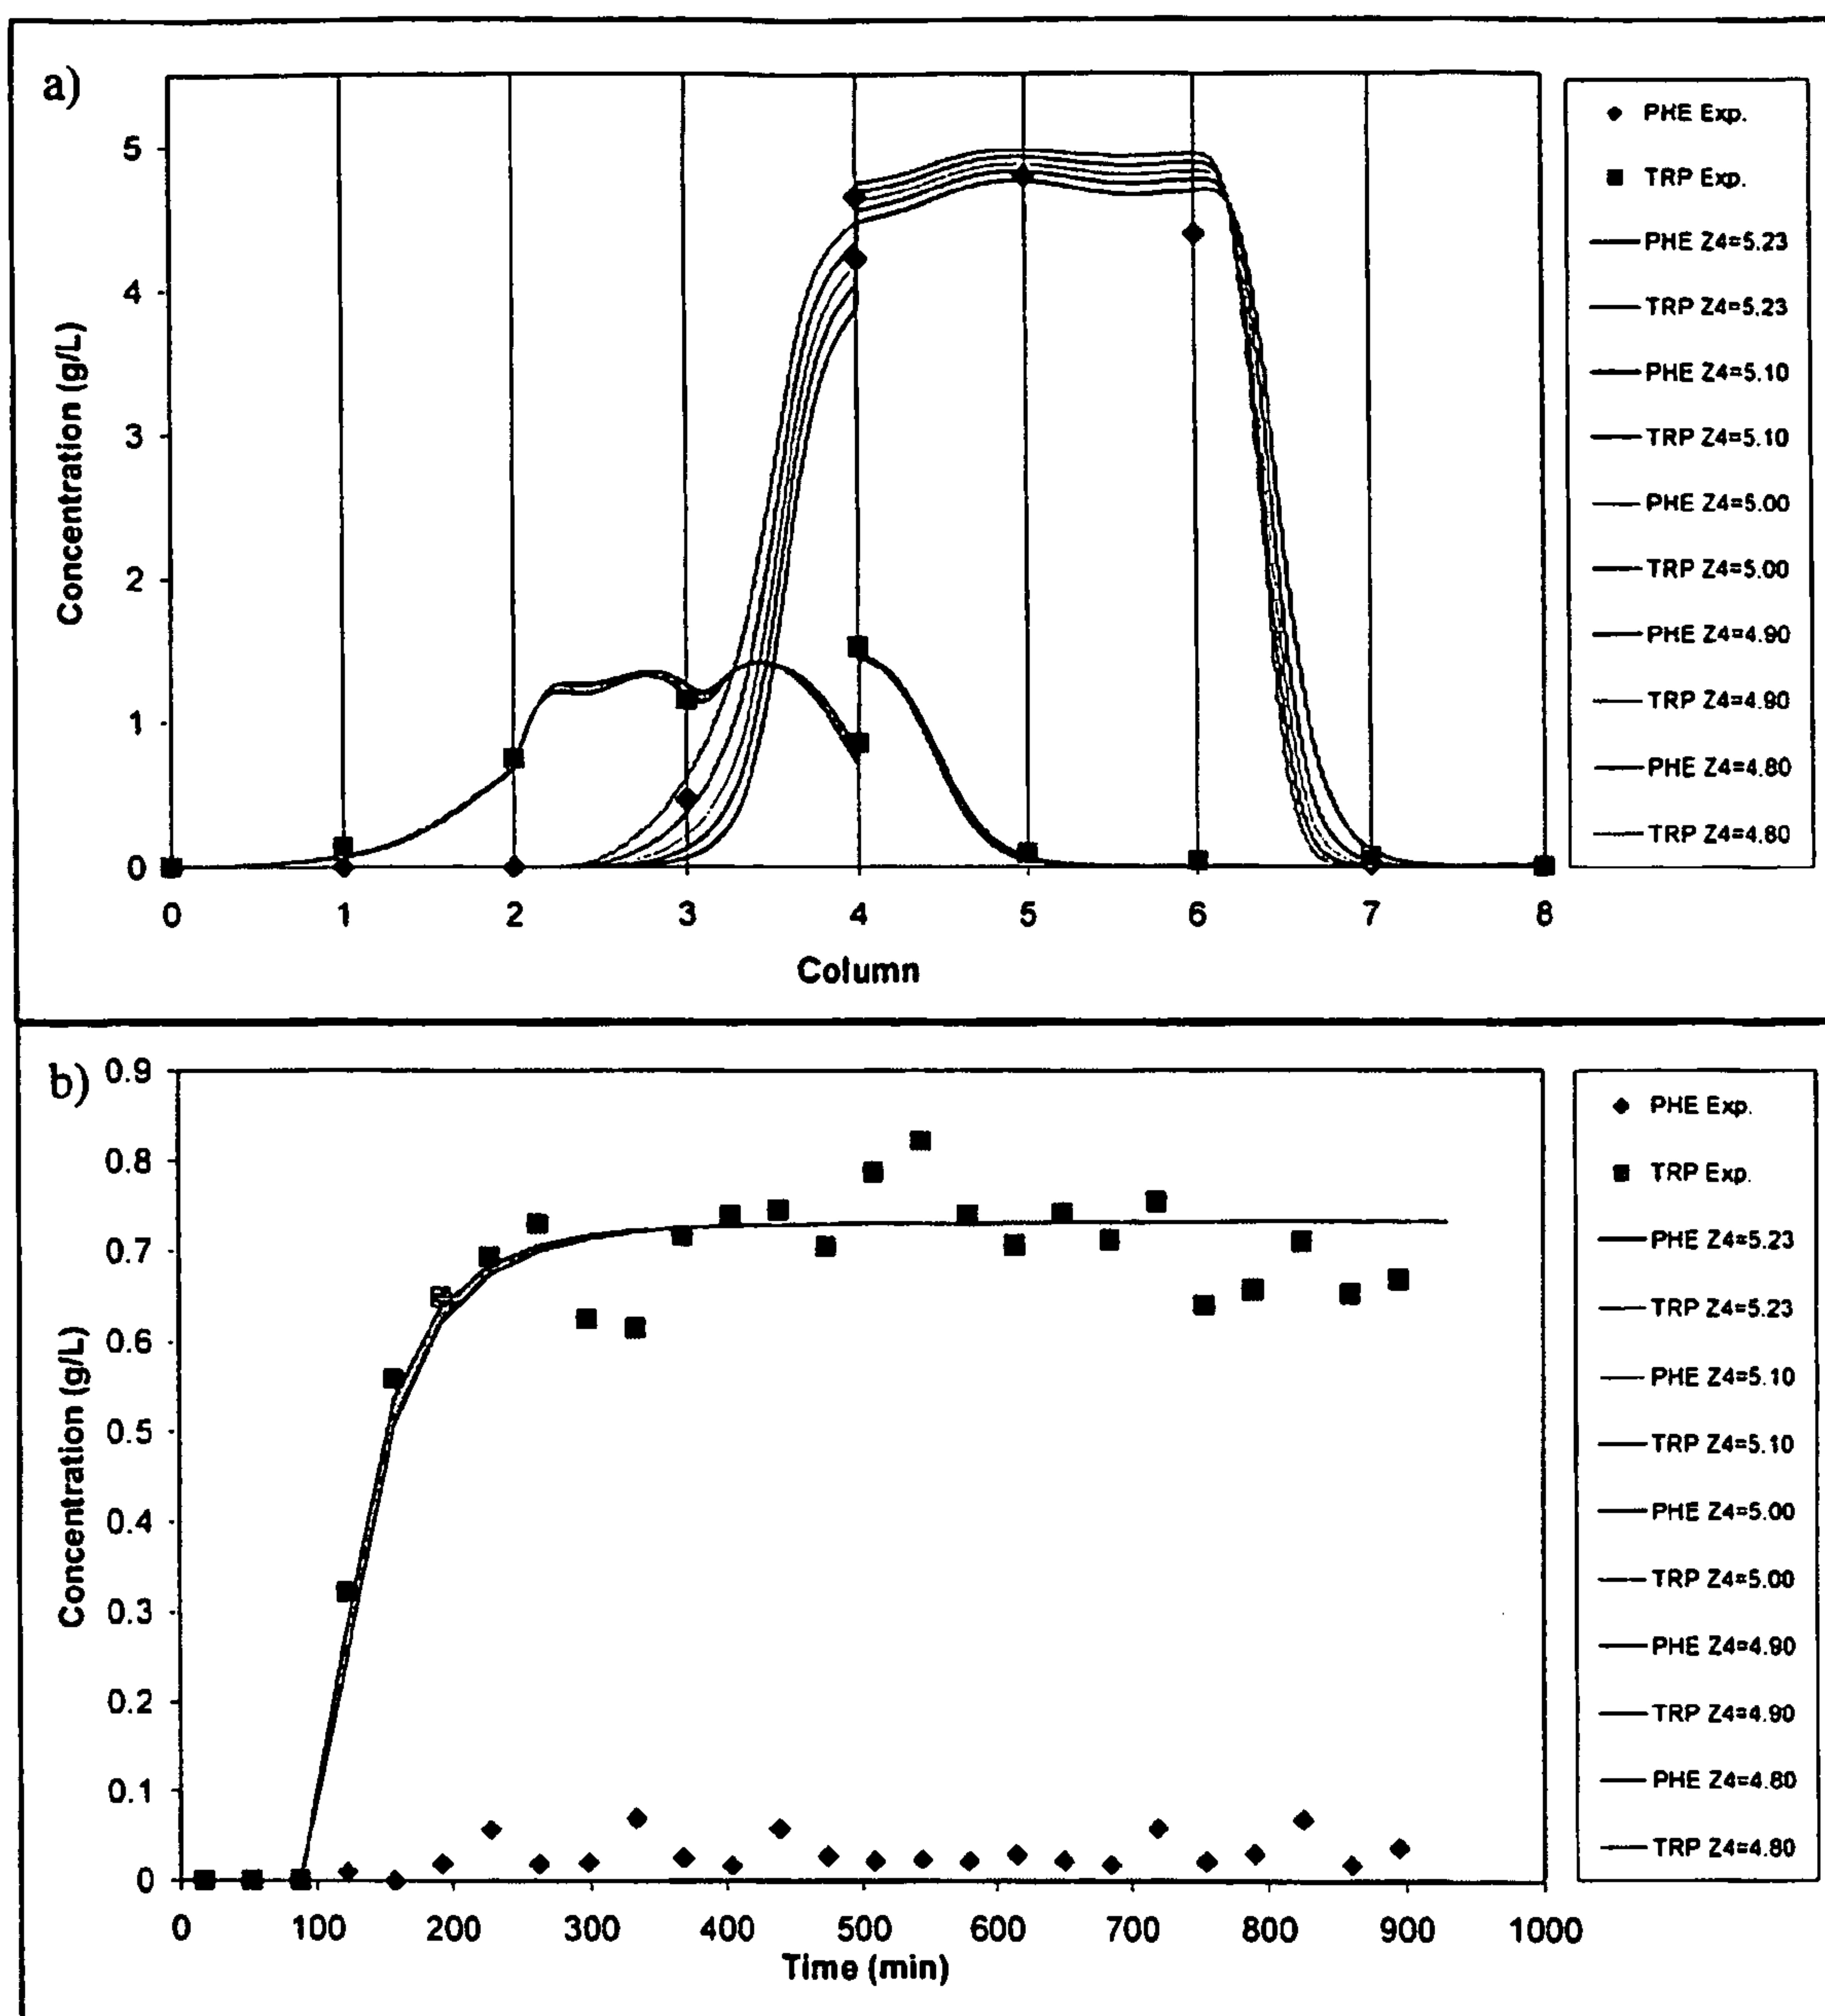 a)
5
4
3
2
1
0
Concentration (g/L)
0 1 2 3 4 5 6 7 8
Column
PHE Exp.
TRP Exp.
PHE Z4=5.23
TRP Z4=5.23
PHE Z4=5.10
TRP Z4=5.10
PHE Z4=5.00
TRP Z4=5.00
PHE Z4=4.90
TRP Z4=4.90
PHE Z4=4.80
TRP Z4=4.80
b)
0.9
0.8
0.7
0.6
0.5
0.4
0.3
0.2
0.1
0
Concentration (g/L)
0 100 200 300 400 500 600 700 800 900 1000
Time (min)
PHE Exp.
TRP Exp.
PHE Z4=5.23
TRP Z4=5.23
PHE Z4=5.10
TRP Z4=5.10
PHE Z4=5.00
TRP Z4=5.00
PHE Z4=4.90
TRP Z4=4.90
PHE Z4=4.80
TRP Z4=4.80